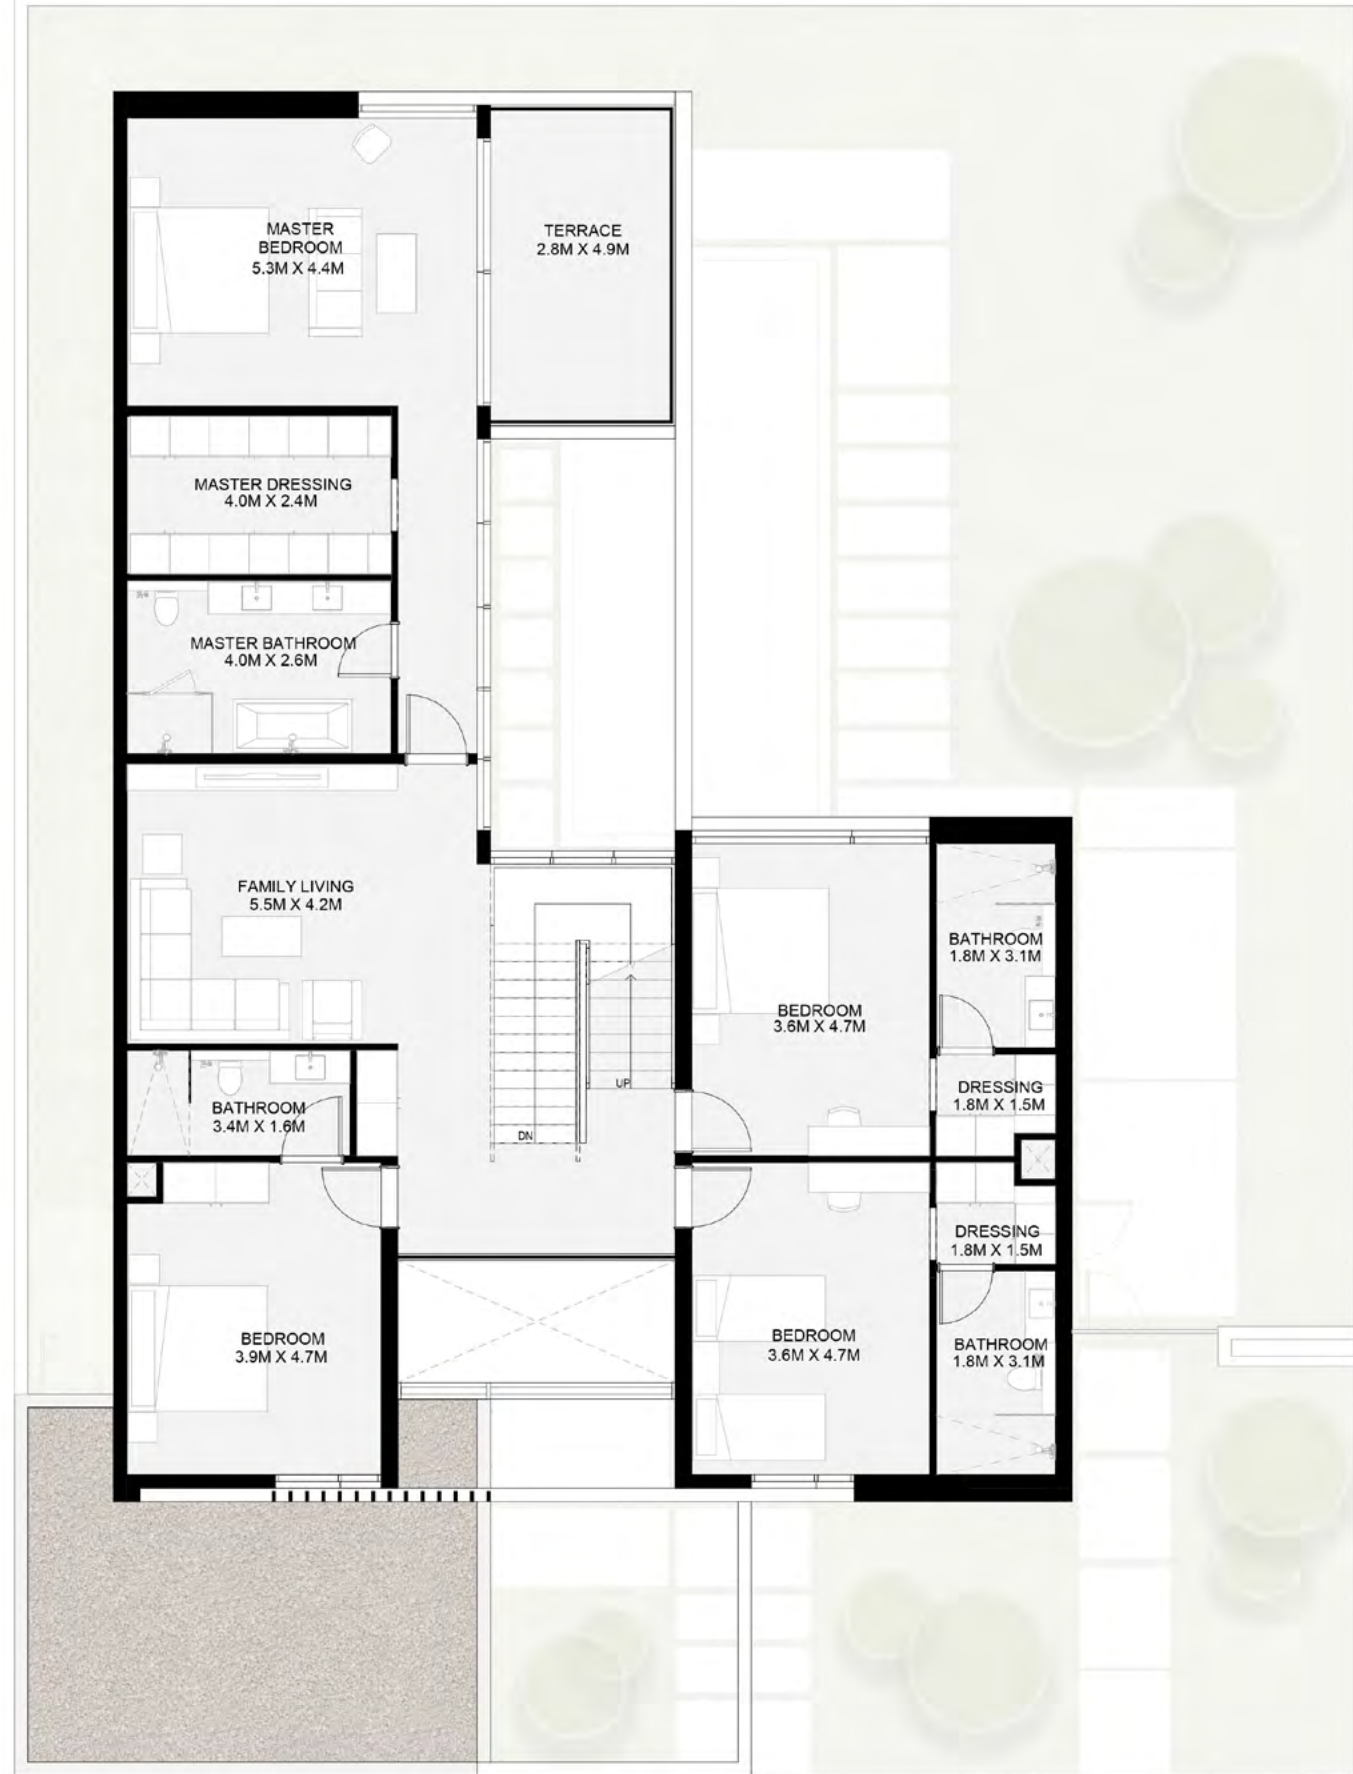 MASTER
BEDROOM
5.3M X 4.4M
TERRACE
2.8M X 4.9M
MASTER DRESSING
4.0M X 2.4M
MASTER BATHROOM
4.0M X 2.6M
FAMILY LIVING
5.5M X 4.2M
BATHROOM
1.8M X 3.1M
BEDROOM
3.6M X 4.7M
UP
DN
DRESSING
1.8M X 1.5M
BATHROOM
3.4M X 1.6M
DRESSING
1.8M X 1.5M
BEDROOM
3.9M X 4.7M
BEDROOM
3.6M X 4.7M
BATHROOM
1.8M X 3.1M